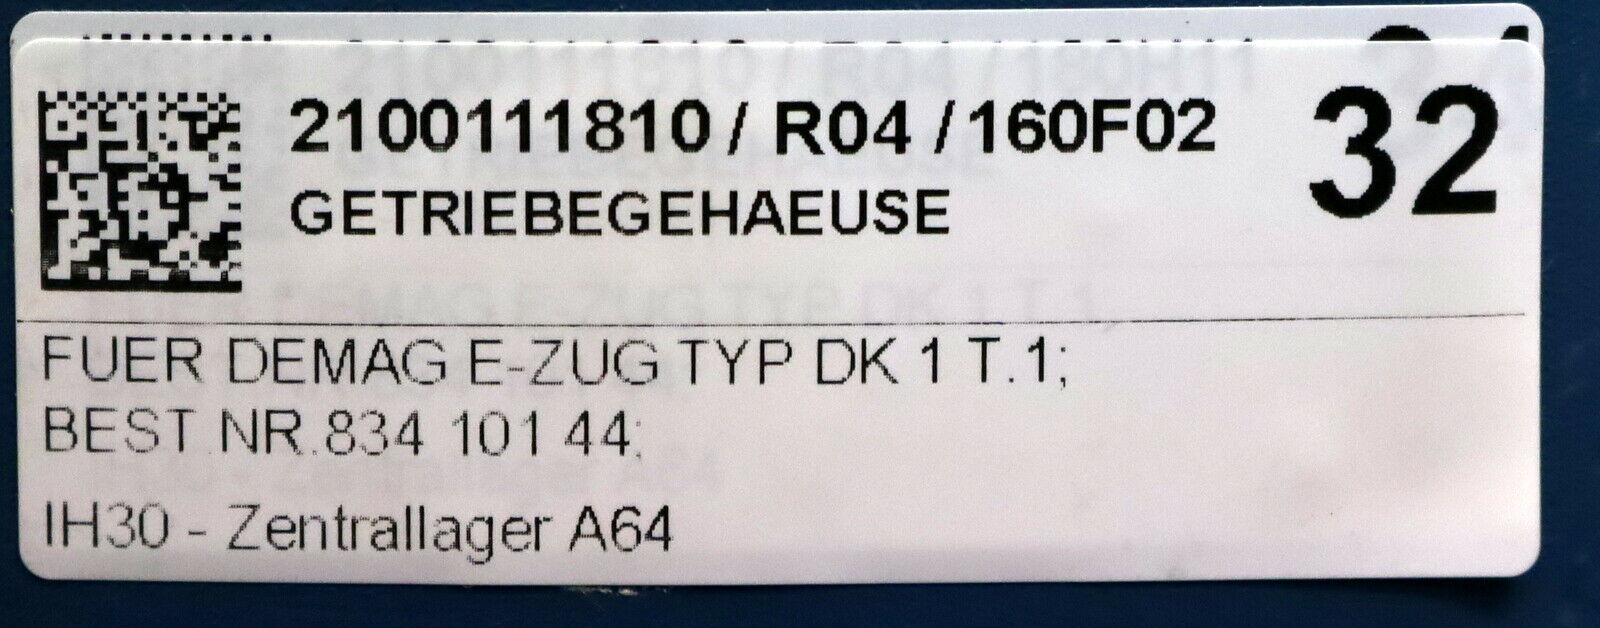 2100111810 / R04 / 160F02
32
GETRIEBEGEHAEUSE
FUER DEMAG E-ZUG TYP DK 1 T.1;
BEST.NR.834 101 44;
IH30 - Zentrallager A64